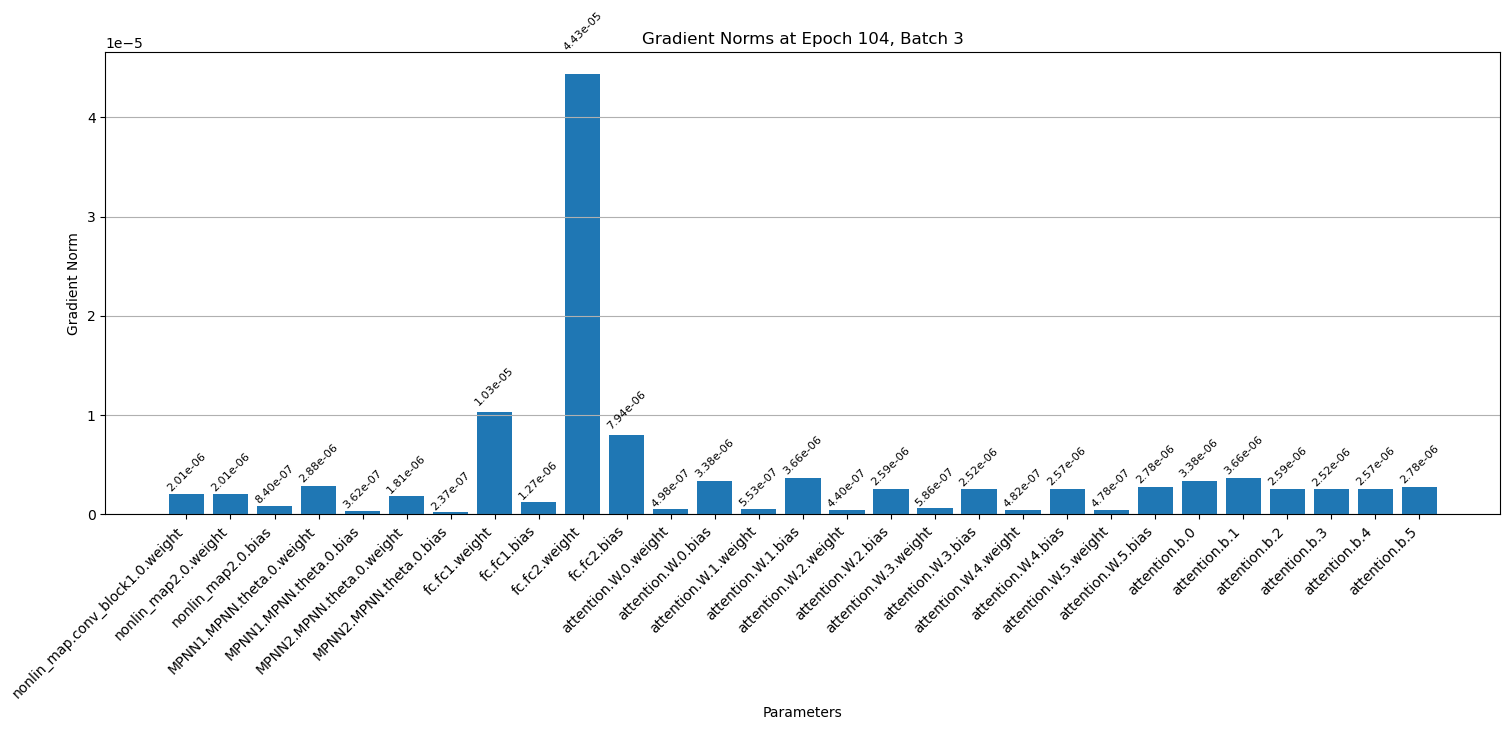 Gradient Norms at Epoch 104, Batch 3
1e−5
Gradient Norm
4
3
2
1
0
2.01e-06
2.01e-06
8.40e-07
2.88e-06
3.62e-07
1.81e-06
2.37e-07
1.03e-05
1.27e-06
4.43e-05
7.94e-06
4.98e-07
3.38e-06
5.53e-07
3.66e-06
4.40e-07
2.59e-06
5.86e-07
2.52e-06
4.82e-07
2.57e-06
4.78e-07
2.78e-06
3.38e-06
3.66e-06
2.59e-06
2.52e-06
2.57e-06
2.78e-06
nonlin_map.conv_block1.0.weight
nonlin_map2.0.weight
nonlin_map2.0.bias
MPNN1.MPNN.theta.0.weight
MPNN1.MPNN.theta.0.bias
MPNN2.MPNN.theta.0.weight
MPNN2.MPNN.theta.0.bias
fc.fc1.weight
fc.fc1.bias
fc.fc2.weight
fc.fc2.bias
attention.W.0.weight
attention.W.0.bias
attention.W.1.weight
attention.W.1.bias
attention.W.2.weight
attention.W.2.bias
attention.W.3.weight
attention.W.3.bias
attention.W.4.weight
attention.W.4.bias
attention.W.5.weight
attention.W.5.bias
attention.b.0
attention.b.1
attention.b.2
attention.b.3
attention.b.4
attention.b.5
Parameters